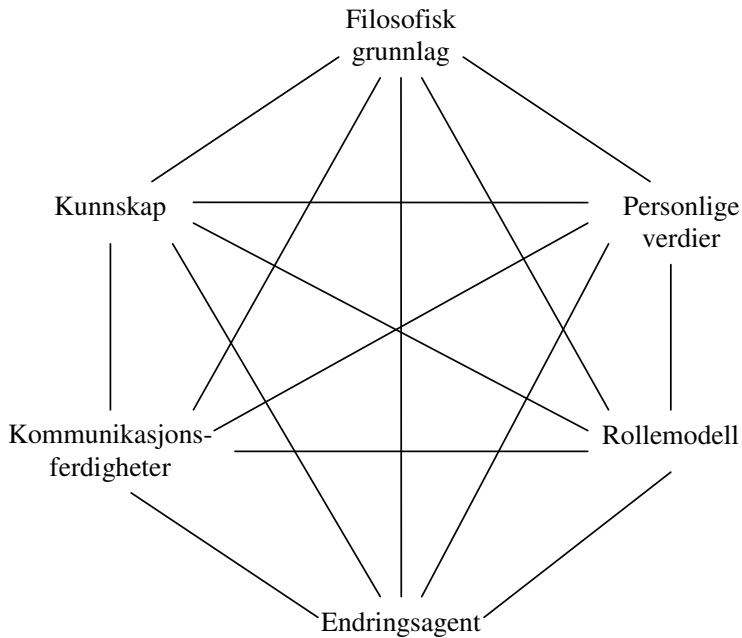 Filosofisk
grunnlag
Kunnskap
Personlige
verdier
Kommunikasjons-
ferdigheter
Rollemodell
Endringsagent